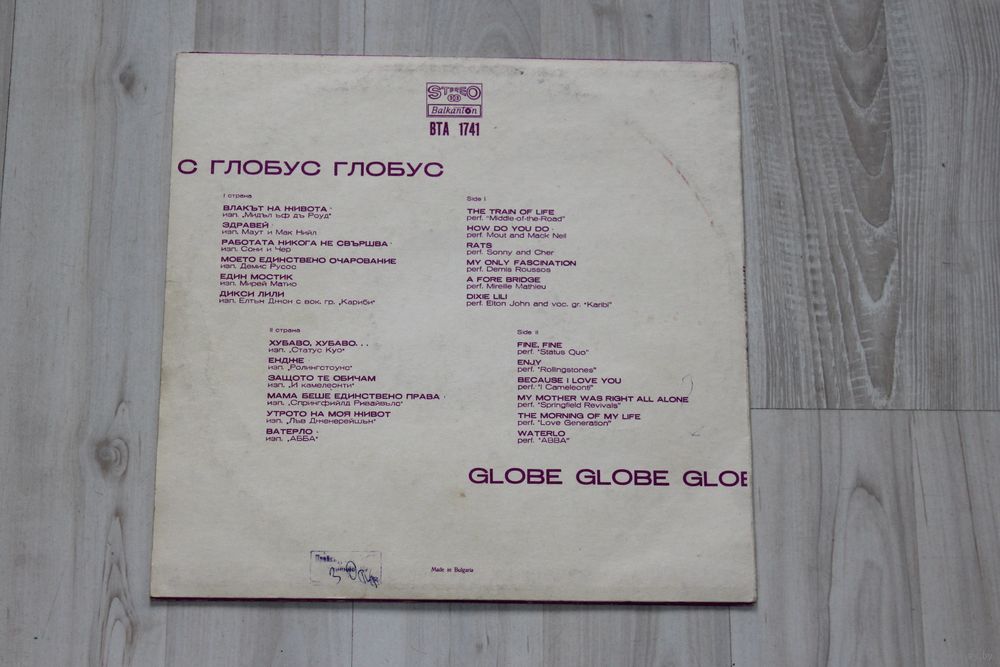 STEREO
Balkanton
BTA 1741
С ГЛОБУС ГЛОБУС
I страна
ВЛАКЪТ НА ЖИВОТА
изп. „Мидъл ъф дъ Роуд"
ЗДРАВЕЙ
изп. Маут и Мак Нийл
РАБОТАТА НИКОГА НЕ СВЪРШВА
изп. Сони и Чер
МОЕТО ЕДИНСТВЕНО ОЧАРОВАНИЕ
изп. Демис Русос
ЕДИН МОСТИК
изп. Мирей Матио
ДИКСИ ЛИЛИ
изп. Елтън Джон с вок. гр. „Кариби"
Side I
THE TRAIN OF LIFE
perf. "Middle-of-the-Road"
HOW DO YOU DO
perf. Mout and Mack Neil
RATS
perf. Sonny and Cher
MY ONLY FASCINATION
perf. Demis Roussos
A FORE BRIDGE
perf. Mireille Mathieu
DIXIE LILI
perf. Elton John and voc. gr. "Karibi"
II страна
ХУБАВО, ХУБАВО...
изп. „Статус Куо"
ЕНДЖЕ
изп. „Ролингстоунс"
ЗАЩОТО ТЕ ОБИЧАМ
изп. „И камелеонти"
МАМА БЕШЕ ЕДИНСТВЕНО ПРАВА
изп. „Спрингфийлд Ривайвълс"
УТРОТО НА МОЯ ЖИВОТ
изп. „Лъв Дженерейшън"
ВАТЕРЛО
изп. „АББА"
Side II
FINE, FINE
perf. "Status Quo"
ENJY
perf. "Rollingstones"
BECAUSE I LOVE YOU
perf. "I Cameleonti"
MY MOTHER WAS RIGHT ALL ALONE
perf. "Springfield Revivals"
THE MORNING OF MY LIFE
perf. "Love Generation"
WATERLO
perf. "ABBA"
GLOBE GLOBE GLOBE
Made in Bulgaria